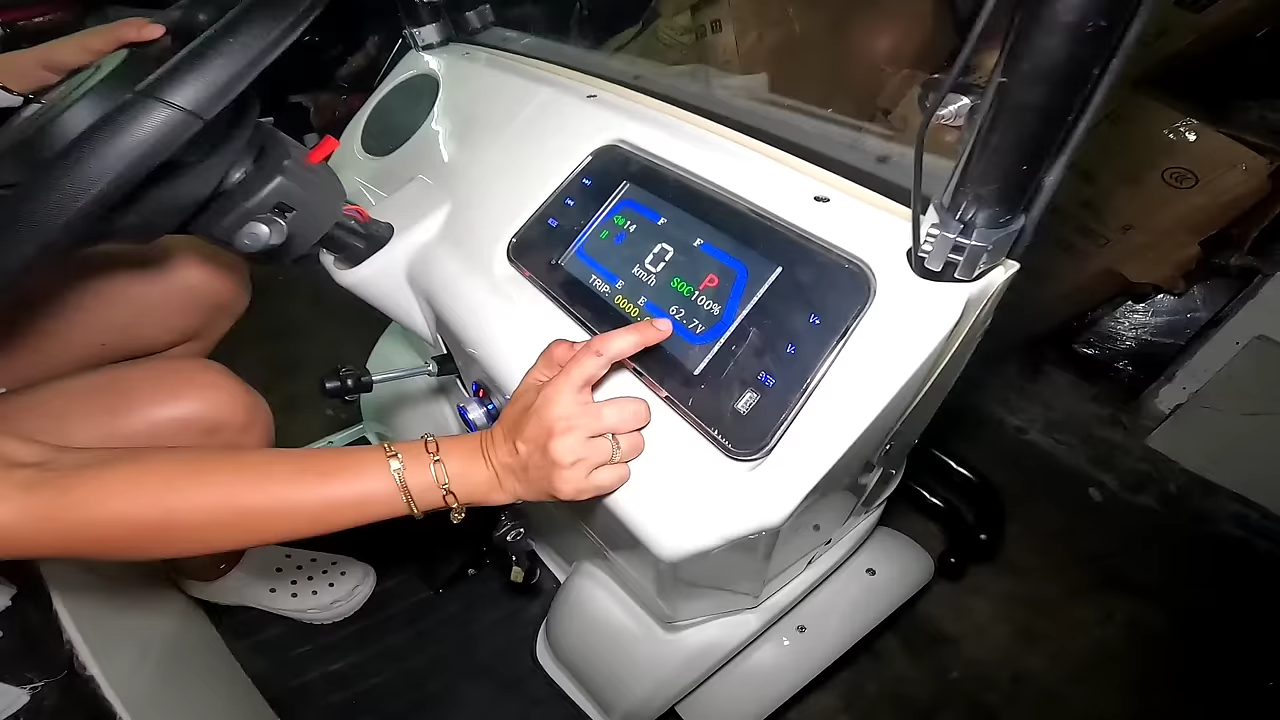 14
F
F
0
km/h
P
SOC100%
E
E
TRIP: 0000.
62.7V
V+
V-